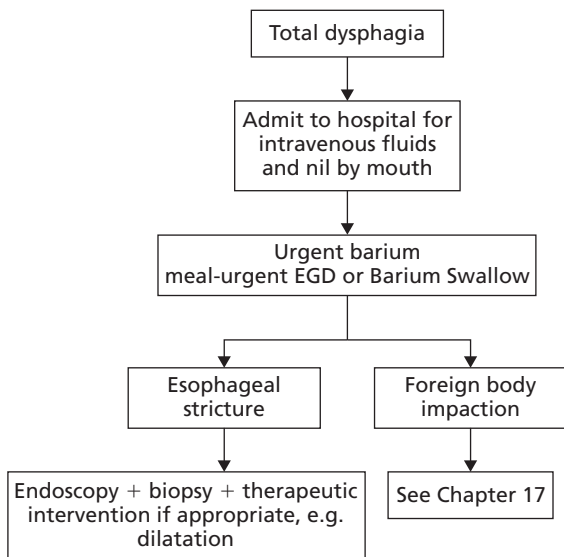 Total dysphagia
Admit to hospital for
intravenous fluids
and nil by mouth
Urgent barium
meal-urgent EGD or Barium Swallow
Esophageal
stricture
Foreign body
impaction
Endoscopy + biopsy + therapeutic
intervention if appropriate, e.g.
dilatation
See Chapter 17